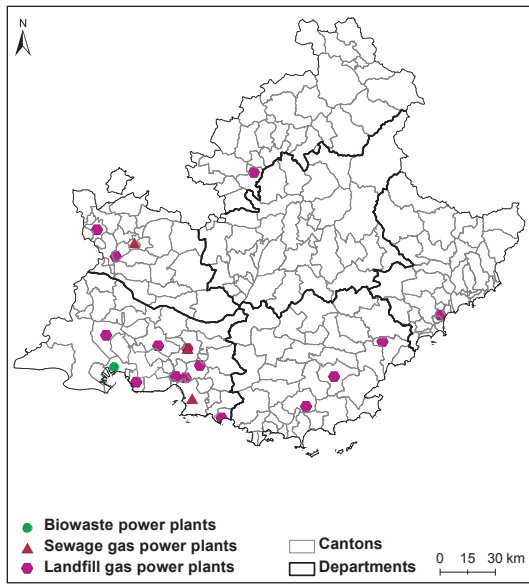 N
Biowaste power plants
Sewage gas power plants
Landfill gas power plants
Cantons
Departments
0 15 30 km